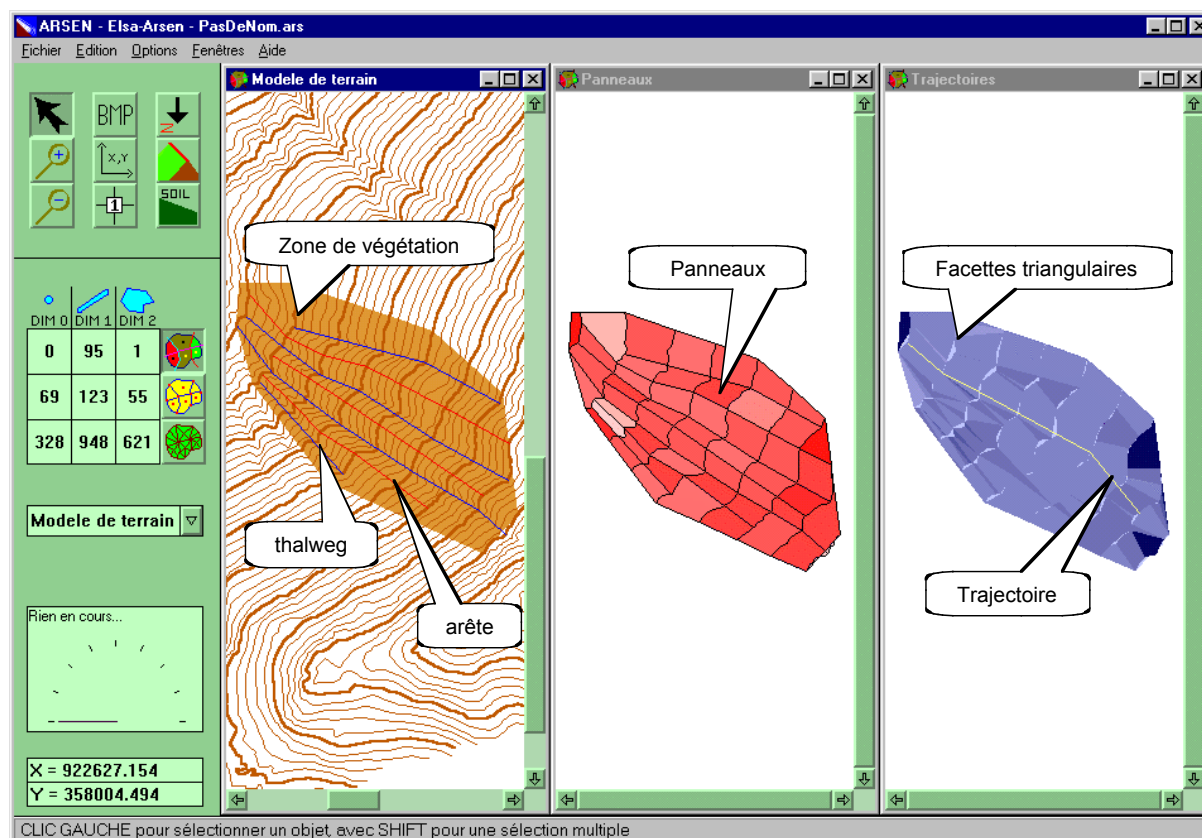 ARSEN - Elsa-Arsen - PasDeNom.ars
Fichier Edition Options Fenêtres Aide
BMP
Z
X,Y
1
SOIL
DIM 0 DIM 1 DIM 2
0 95 1
69 123 55
328 948 621
Modele de terrain
Rien en cours...
X = 922627.154
Y = 358004.494
Modele de terrain
Zone de végétation
thalweg
arête
Panneaux
Panneaux
Trajectoires
Facettes triangulaires
Trajectoire
CLIC GAUCHE pour sélectionner un objet, avec SHIFT pour une sélection multiple